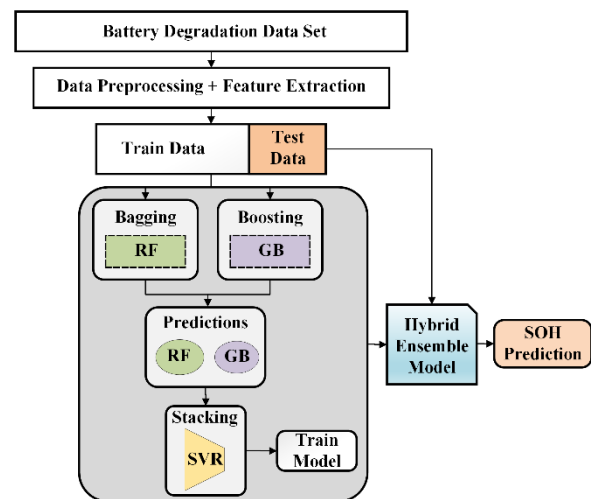 Battery Degradation Data Set
Data Preprocessing + Feature Extraction
Train Data
Test
Data
Bagging
RF
Boosting
GB
Predictions
RF
GB
Stacking
SVR
Train
Model
Hybrid
Ensemble
Model
SOH
Prediction